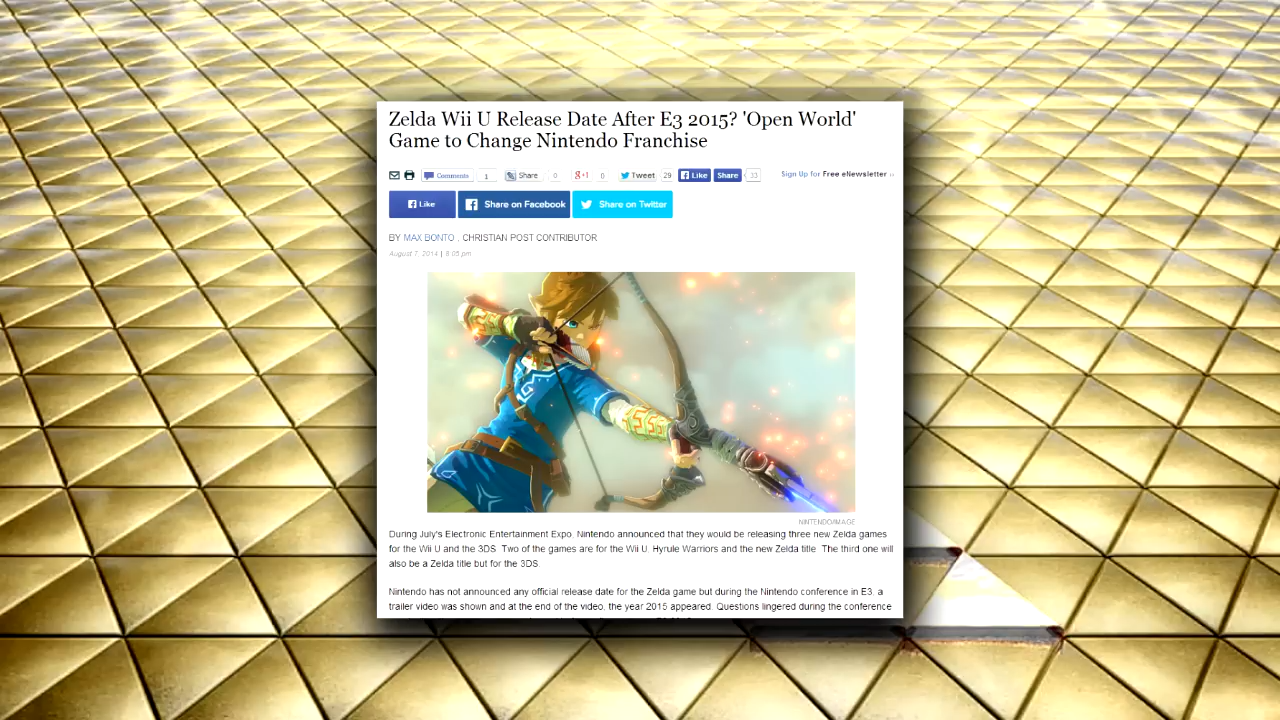 Zelda Wii U Release Date After E3 2015? 'Open World'
Game to Change Nintendo Franchise
Comments 1 Share 0 g+1 0 Tweet 29 Like Share 33 Sign Up for Free eNewsletter ››
Like Share on Facebook Share on Twitter
BY MAX BONTO , CHRISTIAN POST CONTRIBUTOR
August 7, 2014 | 8:05 pm
NINTENDO/IMAGE
During July's Electronic Entertainment Expo, Nintendo announced that they would be releasing three new Zelda games
for the Wii U and the 3DS. Two of the games are for the Wii U, Hyrule Warriors and the new Zelda title. The third one will
also be a Zelda title but for the 3DS.
Nintendo has not announced any official release date for the Zelda game but during the Nintendo conference in E3, a
trailer video was shown and at the end of the video, the year 2015 appeared. Questions lingered during the conference